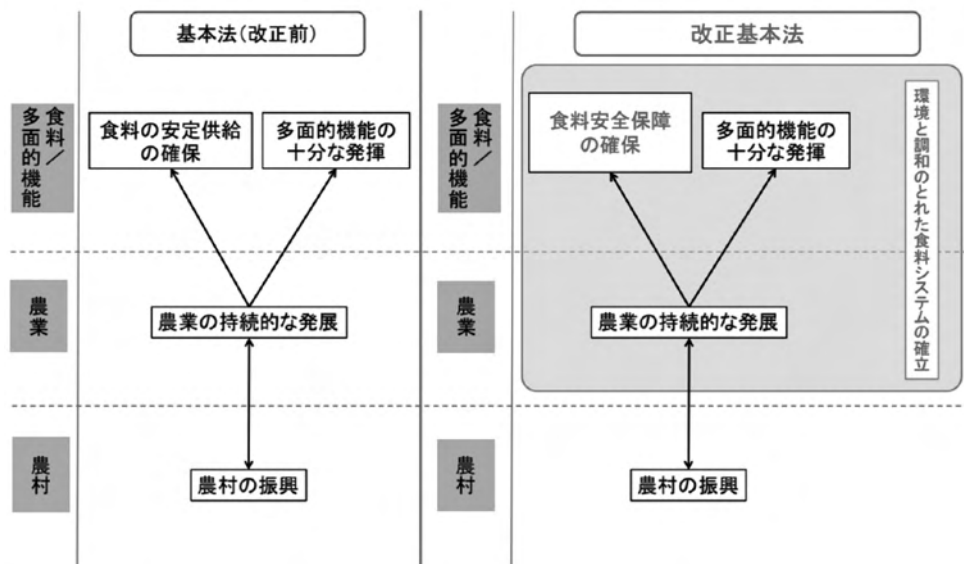 基本法（改正前）
食料／
多面的機能
食料の安定供給
の確保
多面的機能の
十分な発揮
農業
農業の持続的な発展
農村
農村の振興
改正基本法
食料／
多面的機能
食料安全保障
の確保
多面的機能の
十分な発揮
環境と調和のとれた食料システムの確立
農業
農業の持続的な発展
農村
農村の振興